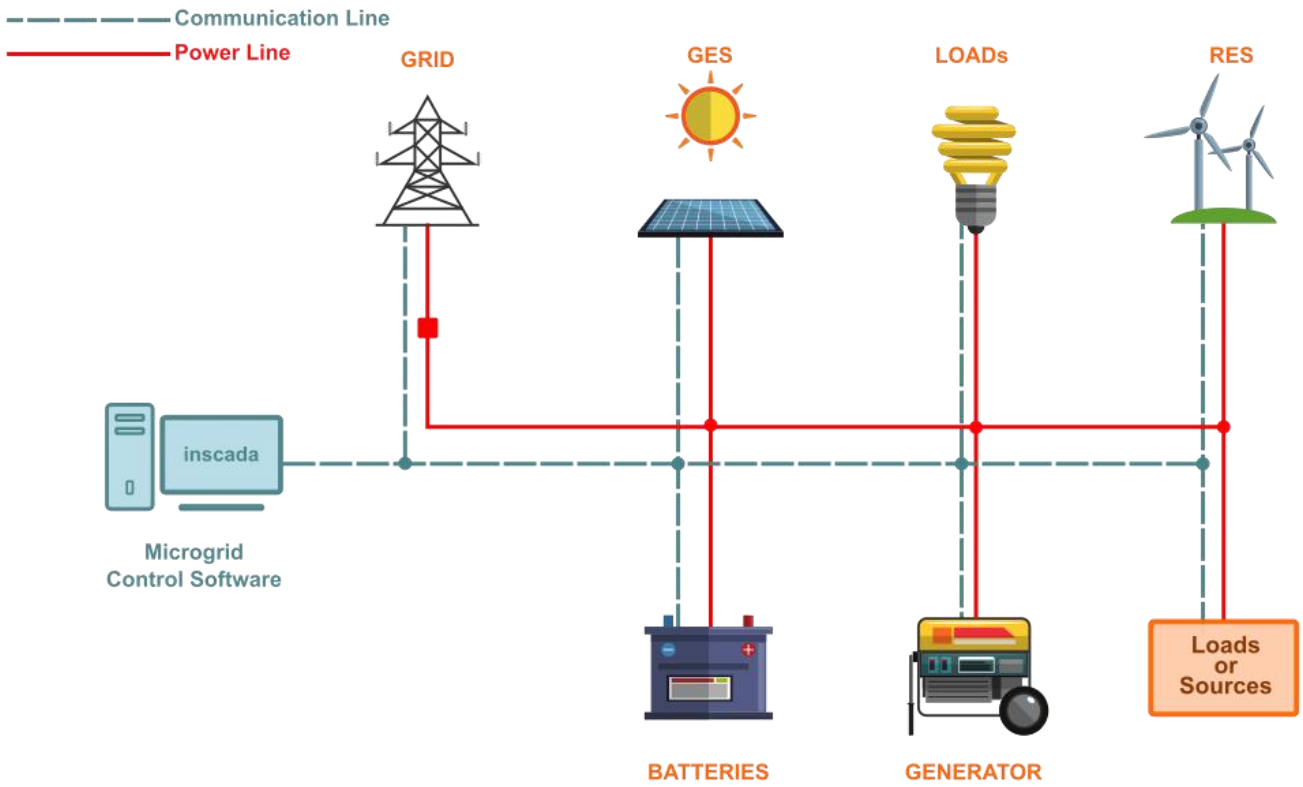 Communication Line
Power Line
GRID
GES
LOADs
RES
inscada
Microgrid
Control Software
Loads
or
Sources
BATTERIES
GENERATOR